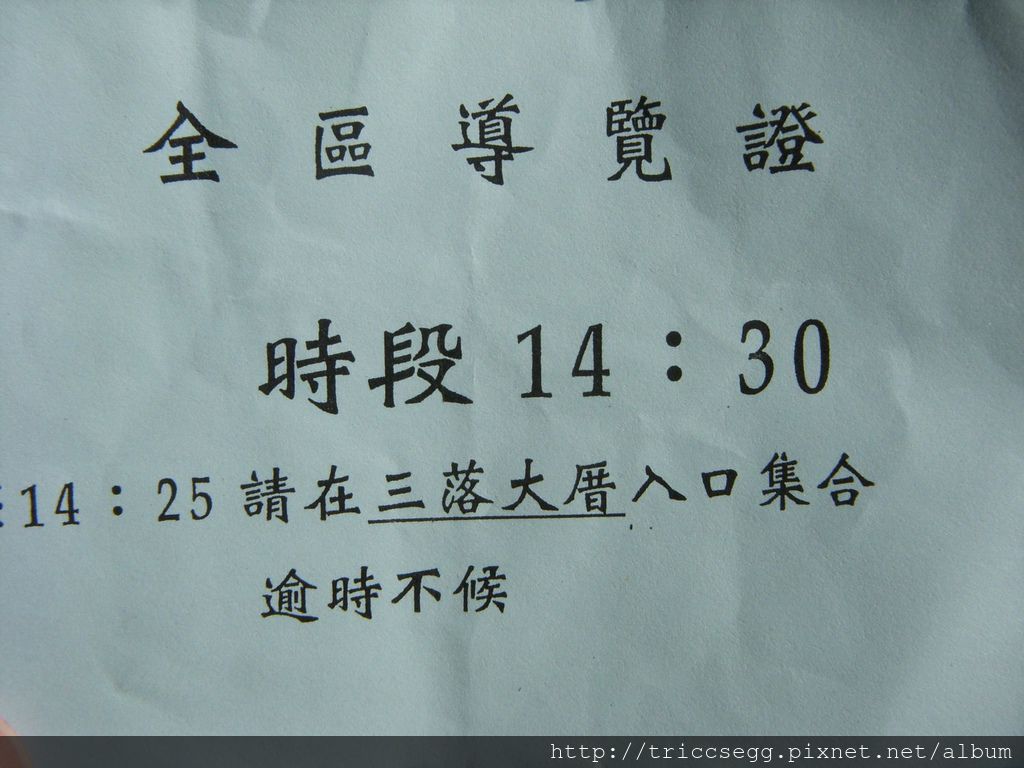 全區導覽證
時段 14：30
14：25 請在三落大厝入口集合
逾時不候
http://triccsegg.pixnet.net/album